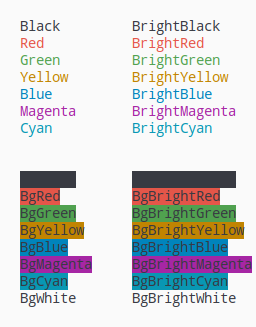 Black BrightBlack
Red BrightRed
Green BrightGreen
Yellow BrightYellow
Blue BrightBlue
Magenta BrightMagenta
Cyan BrightCyan
BgRed BgBrightRed
BgGreen BgBrightGreen
BgYellow BgBrightYellow
BgBlue BgBrightBlue
BgMagenta BgBrightMagenta
BgCyan BgBrightCyan
BgWhite BgBrightWhite